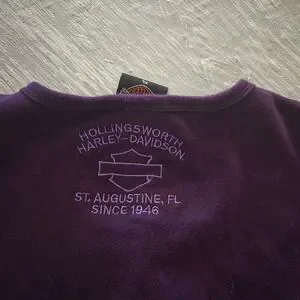 HOLLINGSWORTH
HARLEY-DAVIDSON
ST. AUGUSTINE, FL
SINCE 1946